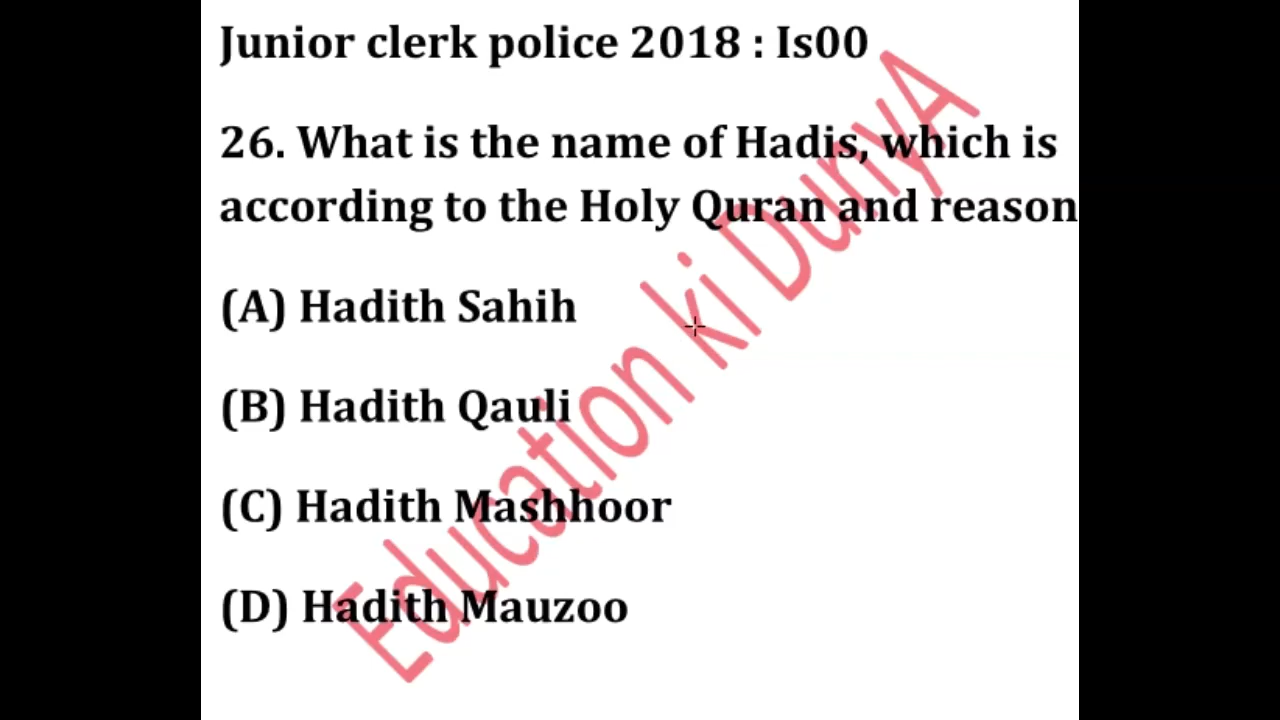 Junior clerk police 2018 : Is00
26. What is the name of Hadis, which is
according to the Holy Quran and reason
(A) Hadith Sahih
(B) Hadith Qauli
(C) Hadith Mashhoor
(D) Hadith Mauzoo
Education ki DunyA